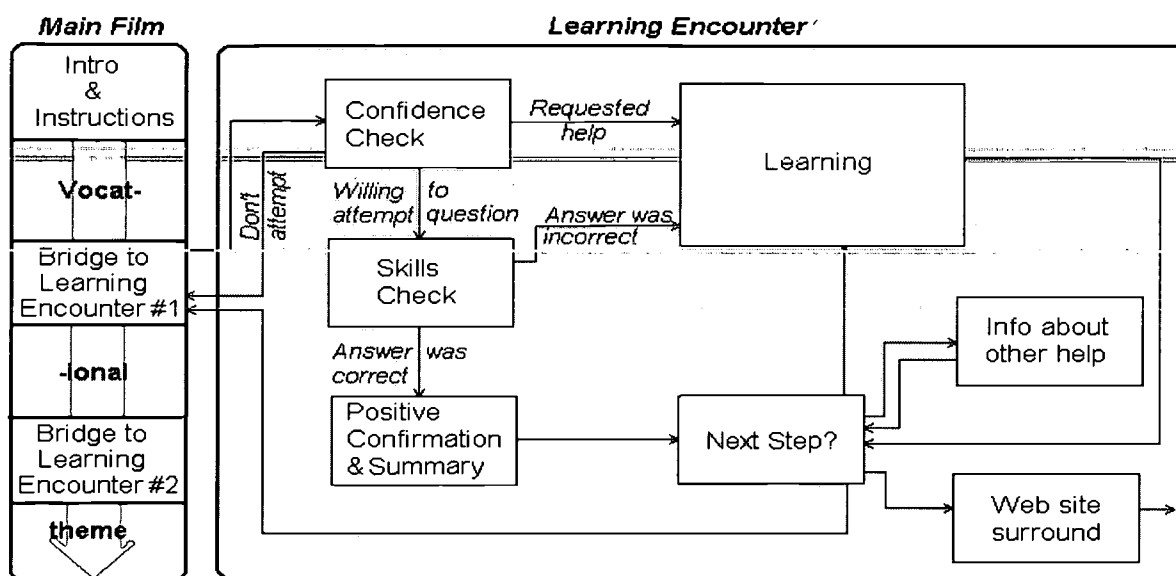 Main Film
Intro
&
Instructions
Vocat-
Bridge to
Learning
Encounter #1
-ional
Bridge to
Learning
Encounter #2
theme
Learning Encounter
Confidence
Check
Requested
help
Learning
Don't
attempt
Willing to
attempt question
Answer was
incorrect
Skills
Check
Answer was
correct
Positive
Confirmation
& Summary
Next Step?
Info about
other help
Web site
surround